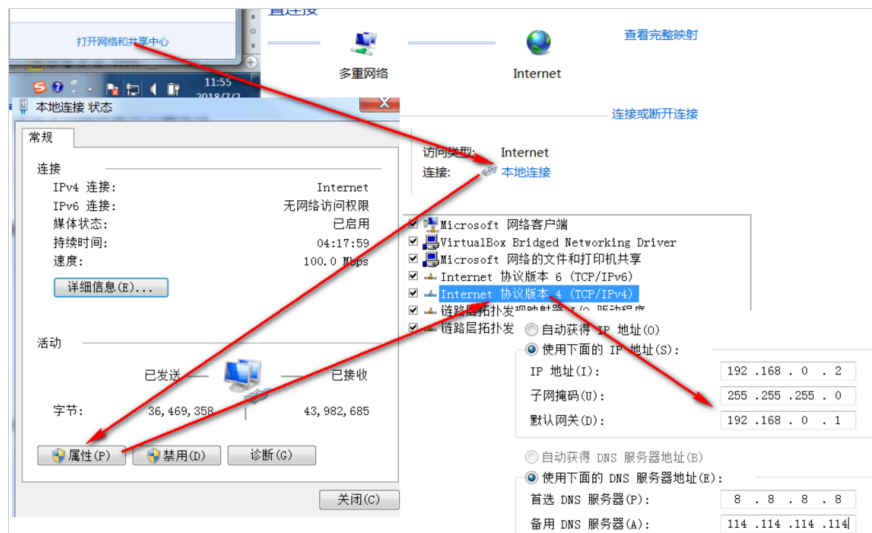 打开网络和共享中心
查看完整映射
多重网络
Internet
11:55
本地连接 状态
连接或断开连接
常规
访问类型:
Internet
连接:
本地连接
连接
IPv4 连接:
Internet
IPv6 连接:
无网络访问权限
媒体状态:
已启用
持续时间:
04:17:59
速度:
100.0 Mbps
详细信息(E)...
Microsoft 网络客户端
VirtualBox Bridged Networking Driver
Microsoft 网络的文件和打印机共享
Internet 协议版本 6 (TCP/IPv6)
Internet 协议版本 4 (TCP/IPv4)
链路层拓扑发现映射器 I/O 驱动程序
链路层拓扑发
自动获得 IP 地址(O)
使用下面的 IP 地址(S):
IP 地址(I):
192 .168 . 0 . 2
子网掩码(U):
255 .255 .255 . 0
默认网关(D):
192 .168 . 0 . 1
活动
已发送
已接收
字节:
36,469,358
43,982,685
属性(P)
禁用(D)
诊断(G)
关闭(C)
自动获得 DNS 服务器地址(B)
使用下面的 DNS 服务器地址(E):
首选 DNS 服务器(P):
8 . 8 . 8 . 8
备用 DNS 服务器(A):
114 .114 .114 .114